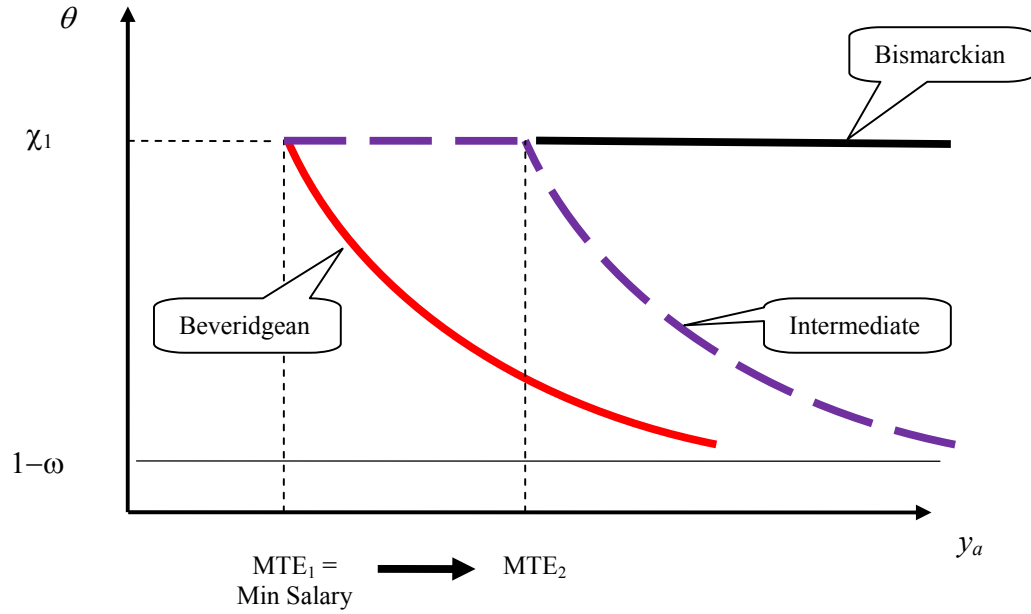 θ
Bismarckian
χ1
Beveridgean
Intermediate
1−ω
ya
MTE1 =
Min Salary
MTE2